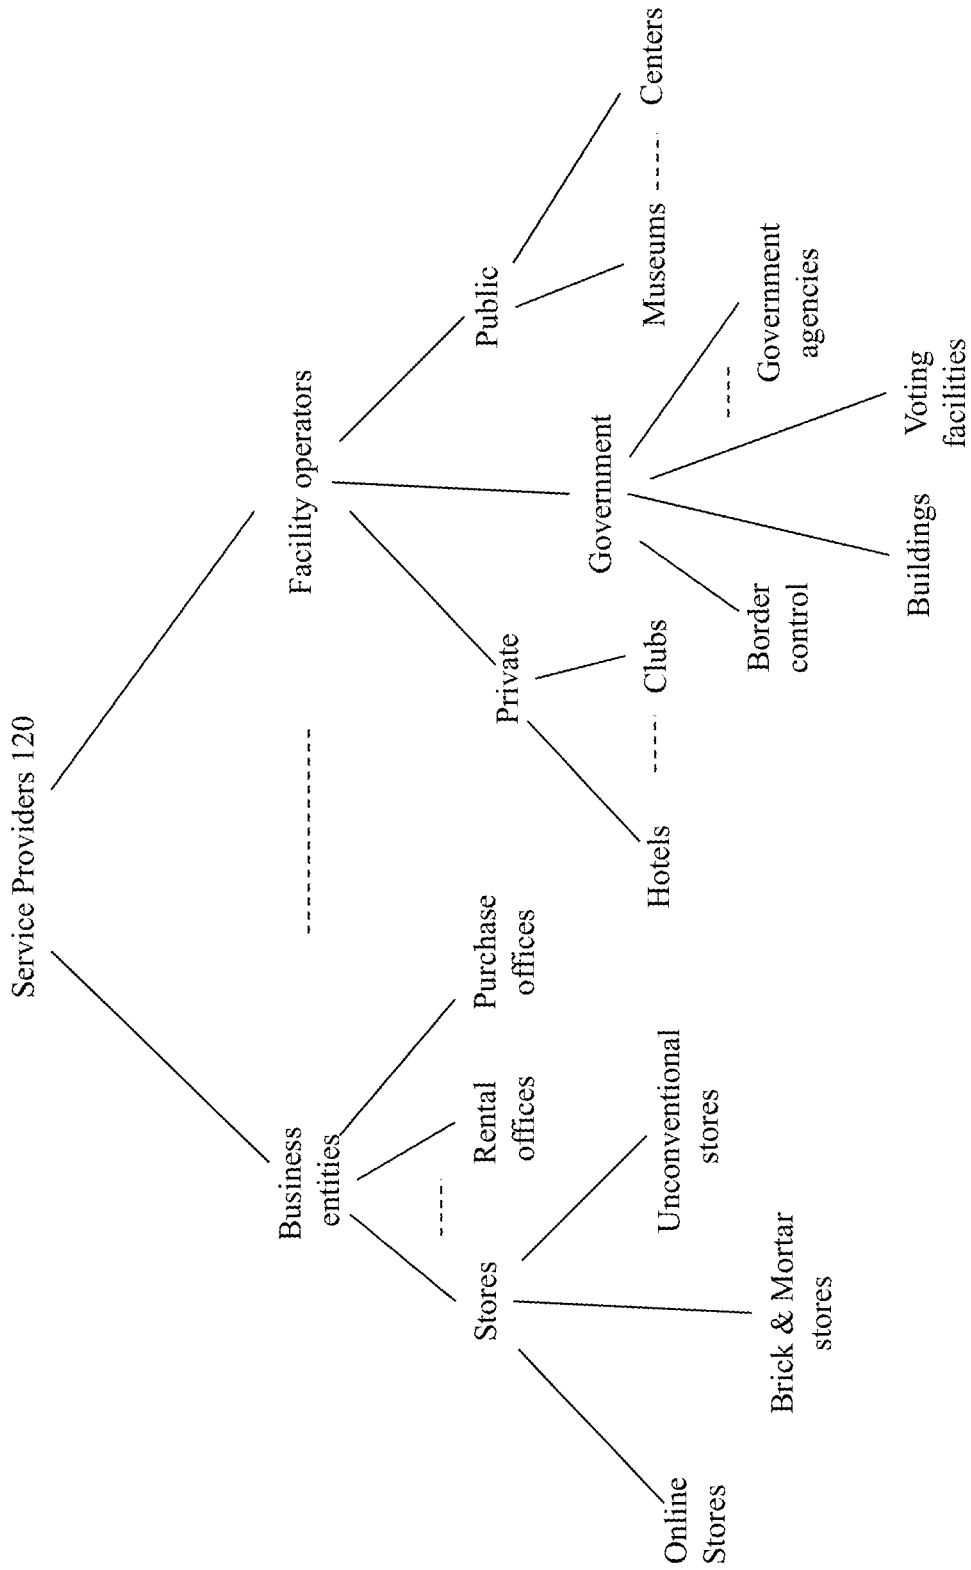 Service Providers 120
Business
entities
Facility operators
Stores
Rental
offices
Purchase
offices
Private
Public
Government
Online
Stores
Unconventional
stores
Hotels
Clubs
Museums
Centers
Brick & Mortar
stores
Border
control
Government
agencies
Buildings
Voting
facilities